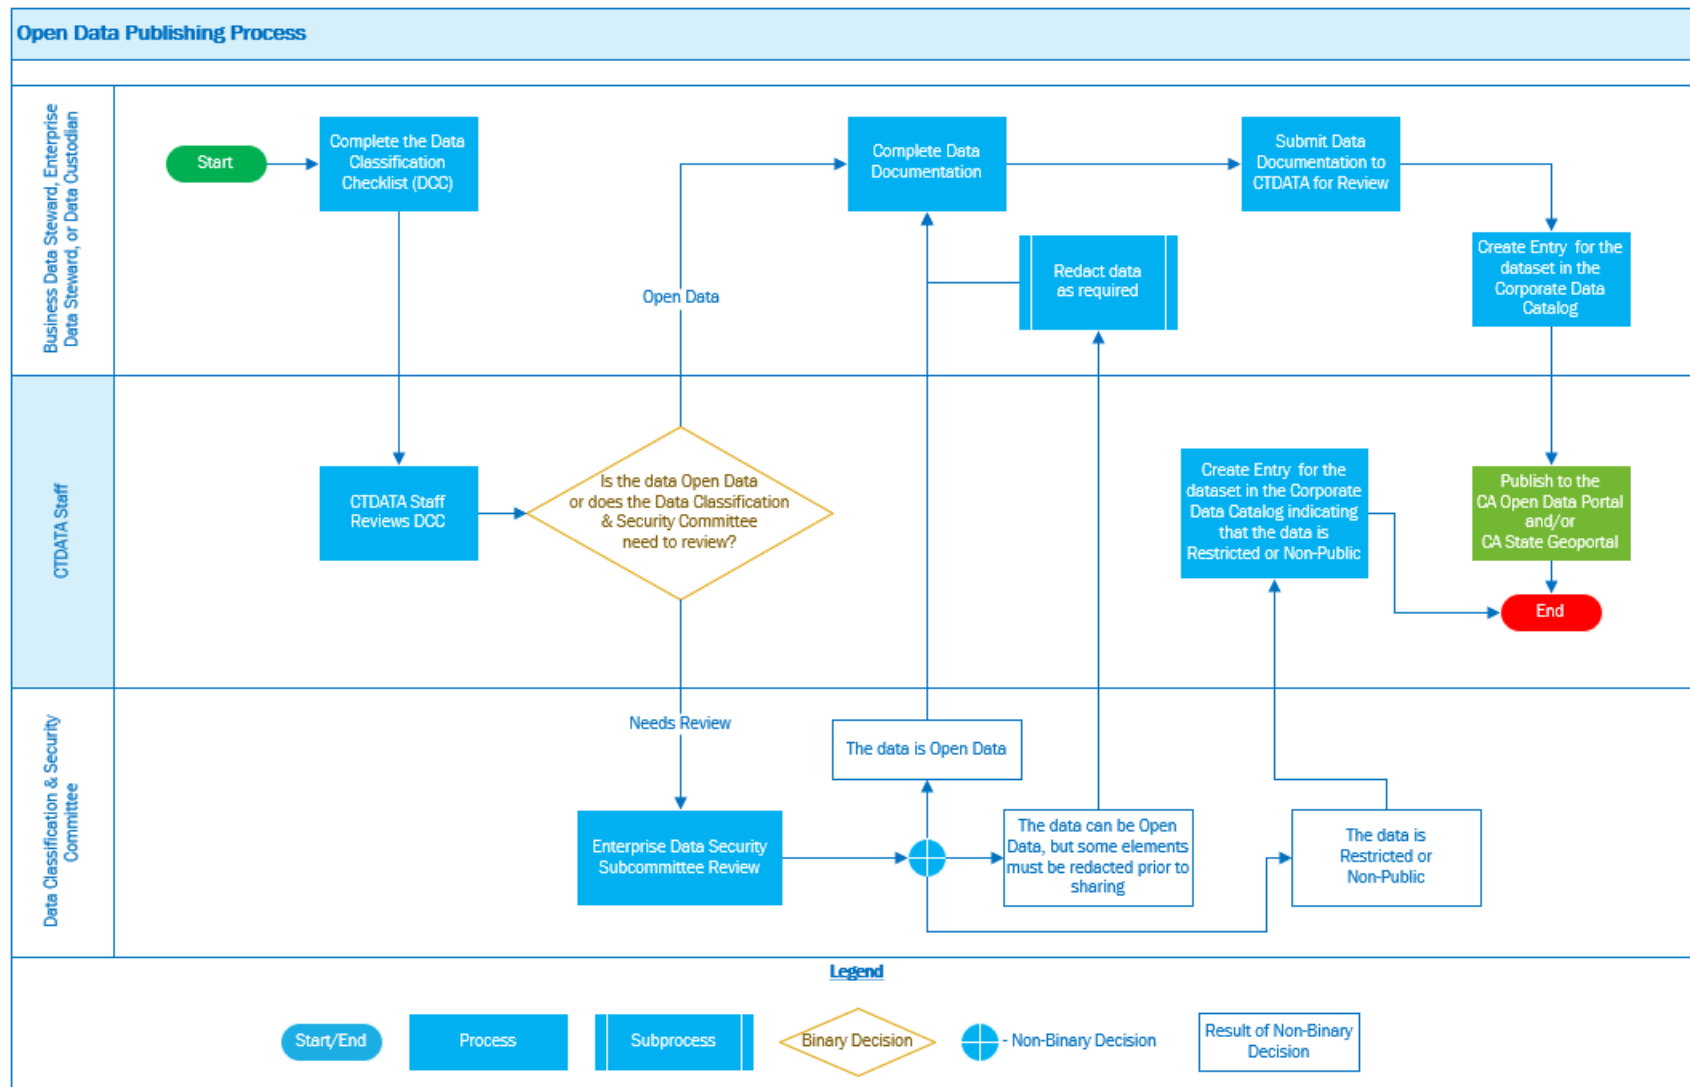 Open Data Publishing Process
Business Data Steward, Enterprise
Data Steward, or Data Custodian
Start
Complete the Data
Classification
Checklist (DCC)
Complete Data
Documentation
Submit Data
Documentation to
CTDATA for Review
Redact data
as required
Create Entry for the
dataset in the
Corporate Data
Catalog
Open Data
CTDATA Staff
CTDATA Staff
Reviews DCC
Is the data Open Data
or does the Data Classification
& Security Committee
need to review?
Create Entry for the
dataset in the Corporate
Data Catalog indicating
that the data is
Restricted or Non-Public
Publish to the
CA Open Data Portal
and/or
CA State Geoportal
End
Data Classification & Security
Committee
Needs Review
The data is Open Data
Enterprise Data Security
Subcommittee Review
The data can be Open
Data, but some elements
must be redacted prior to
sharing
The data is
Restricted or
Non-Public
Legend
Start/End
Process
Subprocess
Binary Decision
- Non-Binary Decision
Result of Non-Binary
Decision